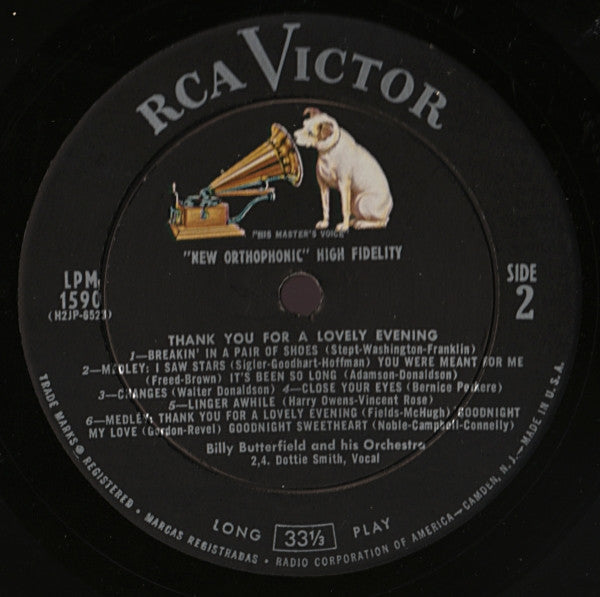 RCA VICTOR
"HIS MASTER'S VOICE"
"NEW ORTHOPHONIC" HIGH FIDELITY
LPM
1590
(H2JP-6523)
SIDE
2
THANK YOU FOR A LOVELY EVENING
1—BREAKIN' IN A PAIR OF SHOES (Stept-Washington-Franklin)
2—MEDLEY: I SAW STARS (Sigler-Goodhart-Hoffman) YOU WERE MEANT FOR ME
(Freed-Brown) IT'S BEEN SO LONG (Adamson-Donaldson)
3—CHANGES (Walter Donaldson) 4—CLOSE YOUR EYES (Bernice Petkere)
5—LINGER AWHILE (Harry Owens-Vincent Rose)
6—MEDLEY: THANK YOU FOR A LOVELY EVENING (Fields-McHugh) GOODNIGHT
MY LOVE (Gordon-Revel) GOODNIGHT SWEETHEART (Noble-Campbell-Connelly)
Billy Butterfield and his Orchestra
2,4. Dottie Smith, Vocal
LONG 33⅓ PLAY
TRADE MARKS ® REGISTERED • MARCAS REGISTRADAS • RADIO CORPORATION OF AMERICA—CAMDEN, N. J.—MADE IN U.S.A.